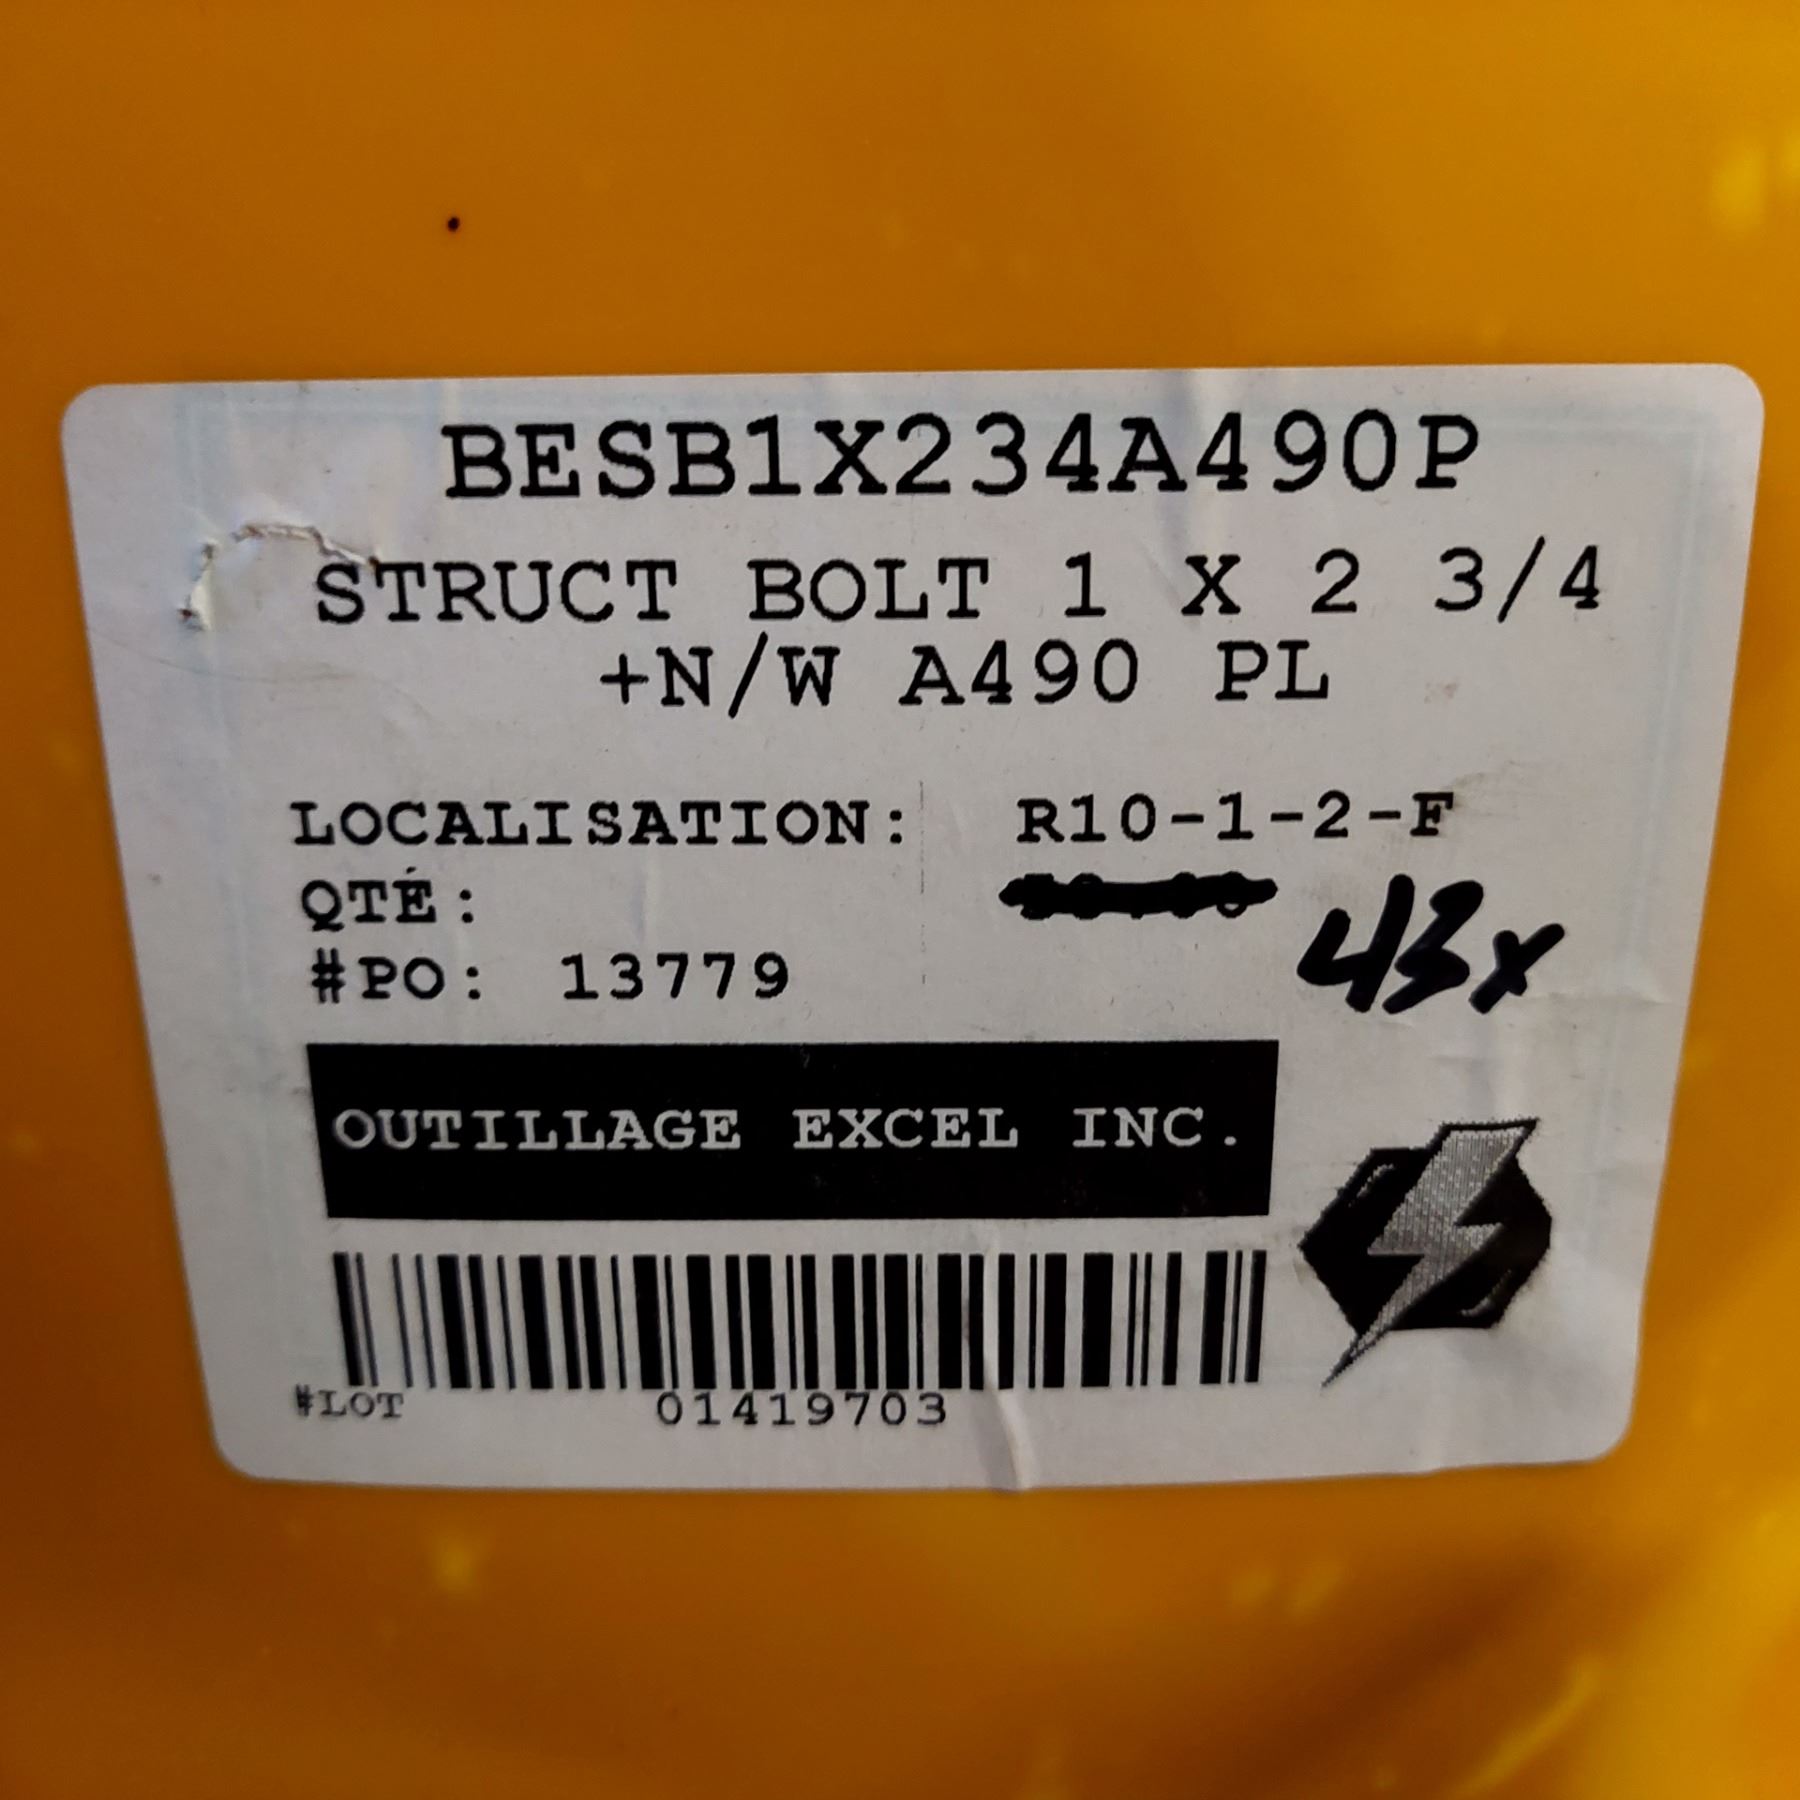 BESB1X234A490P
STRUCT BOLT 1 X 2 3/4
+N/W A490 PL
LOCALISATION: R10-1-2-F
QTÉ: 43x
#PO: 13779
OUTILLAGE EXCEL INC.
#LOT 01419703